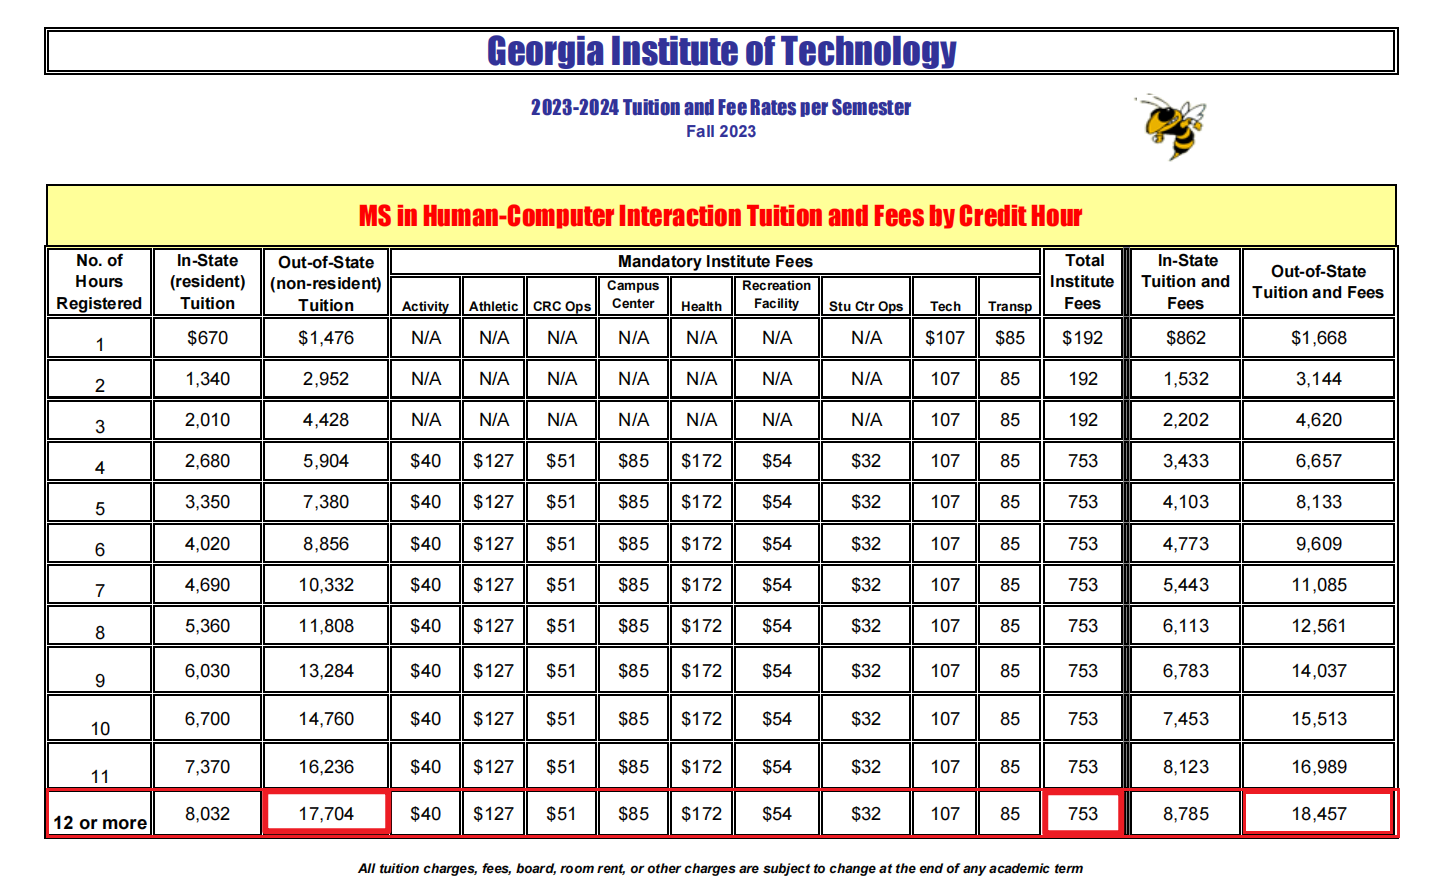 Georgia Institute of Technology
2023-2024 Tuition and Fee Rates per Semester
Fall 2023
MS in Human-Computer Interaction Tuition and Fees by Credit Hour
No. of Hours Registered In-State (resident) Tuition Out-of-State (non-resident) Tuition Mandatory Institute Fees Total Institute Fees In-State Tuition and Fees Out-of-State Tuition and Fees
Activity Athletic CRC Ops Campus Center Health Recreation Facility Stu Ctr Ops Tech Transp
1 $670 $1,476 N/A N/A N/A N/A N/A N/A N/A $107 $85 $192 $862 $1,668
2 1,340 2,952 N/A N/A N/A N/A N/A N/A N/A 107 85 192 1,532 3,144
3 2,010 4,428 N/A N/A N/A N/A N/A N/A N/A 107 85 192 2,202 4,620
4 2,680 5,904 $40 $127 $51 $85 $172 $54 $32 107 85 753 3,433 6,657
5 3,350 7,380 $40 $127 $51 $85 $172 $54 $32 107 85 753 4,103 8,133
6 4,020 8,856 $40 $127 $51 $85 $172 $54 $32 107 85 753 4,773 9,609
7 4,690 10,332 $40 $127 $51 $85 $172 $54 $32 107 85 753 5,443 11,085
8 5,360 11,808 $40 $127 $51 $85 $172 $54 $32 107 85 753 6,113 12,561
9 6,030 13,284 $40 $127 $51 $85 $172 $54 $32 107 85 753 6,783 14,037
10 6,700 14,760 $40 $127 $51 $85 $172 $54 $32 107 85 753 7,453 15,513
11 7,370 16,236 $40 $127 $51 $85 $172 $54 $32 107 85 753 8,123 16,989
12 or more 8,032 17,704 $40 $127 $51 $85 $172 $54 $32 107 85 753 8,785 18,457
All tuition charges, fees, board, room rent, or other charges are subject to change at the end of any academic term